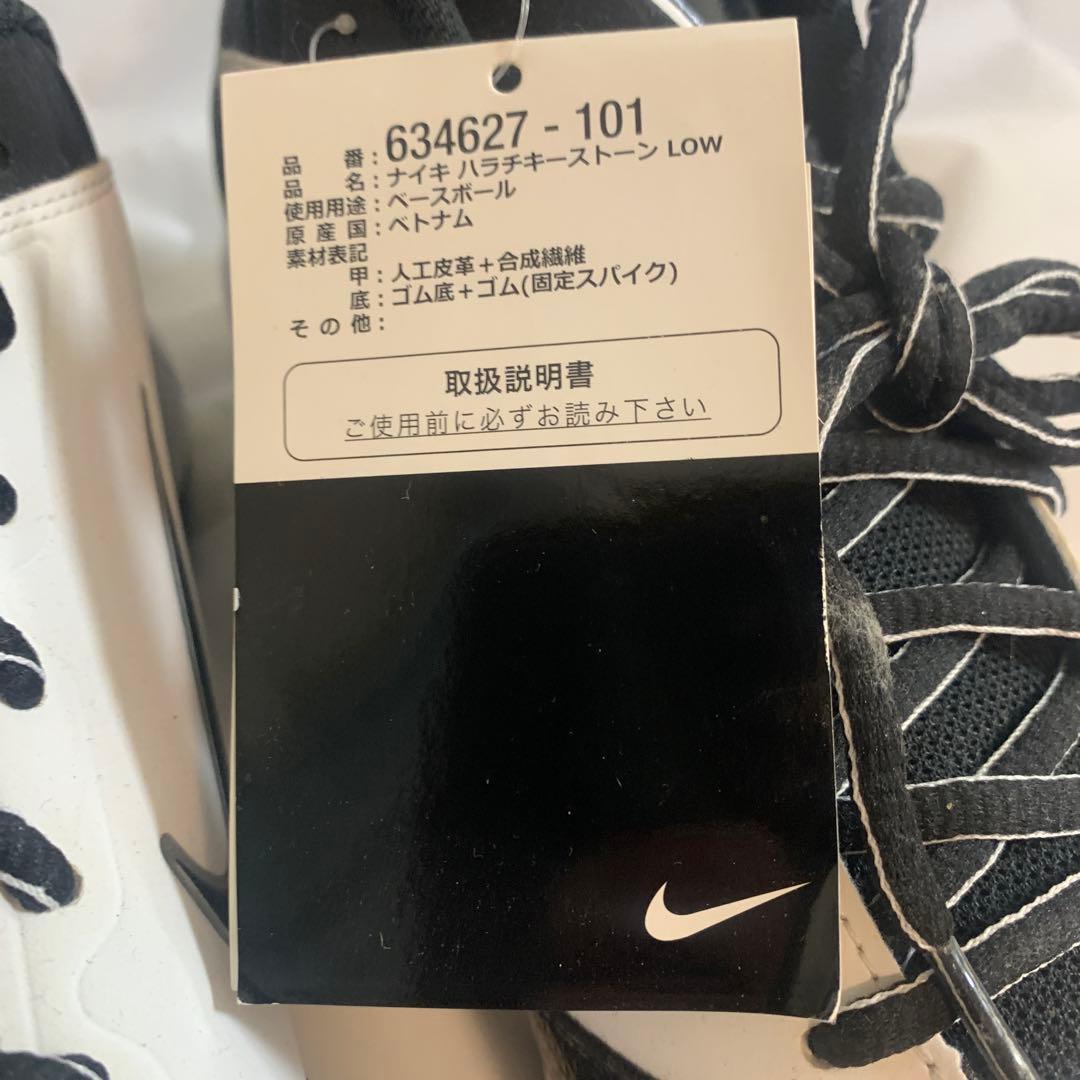 品番：634627 - 101
品名：ナイキ ハラチキーストーン LOW
使用用途：ベースボール
原産国：ベトナム
素材表記
甲：人工皮革＋合成繊維
底：ゴム底＋ゴム(固定スパイク)
その他：
取扱説明書
ご使用前に必ずお読み下さい